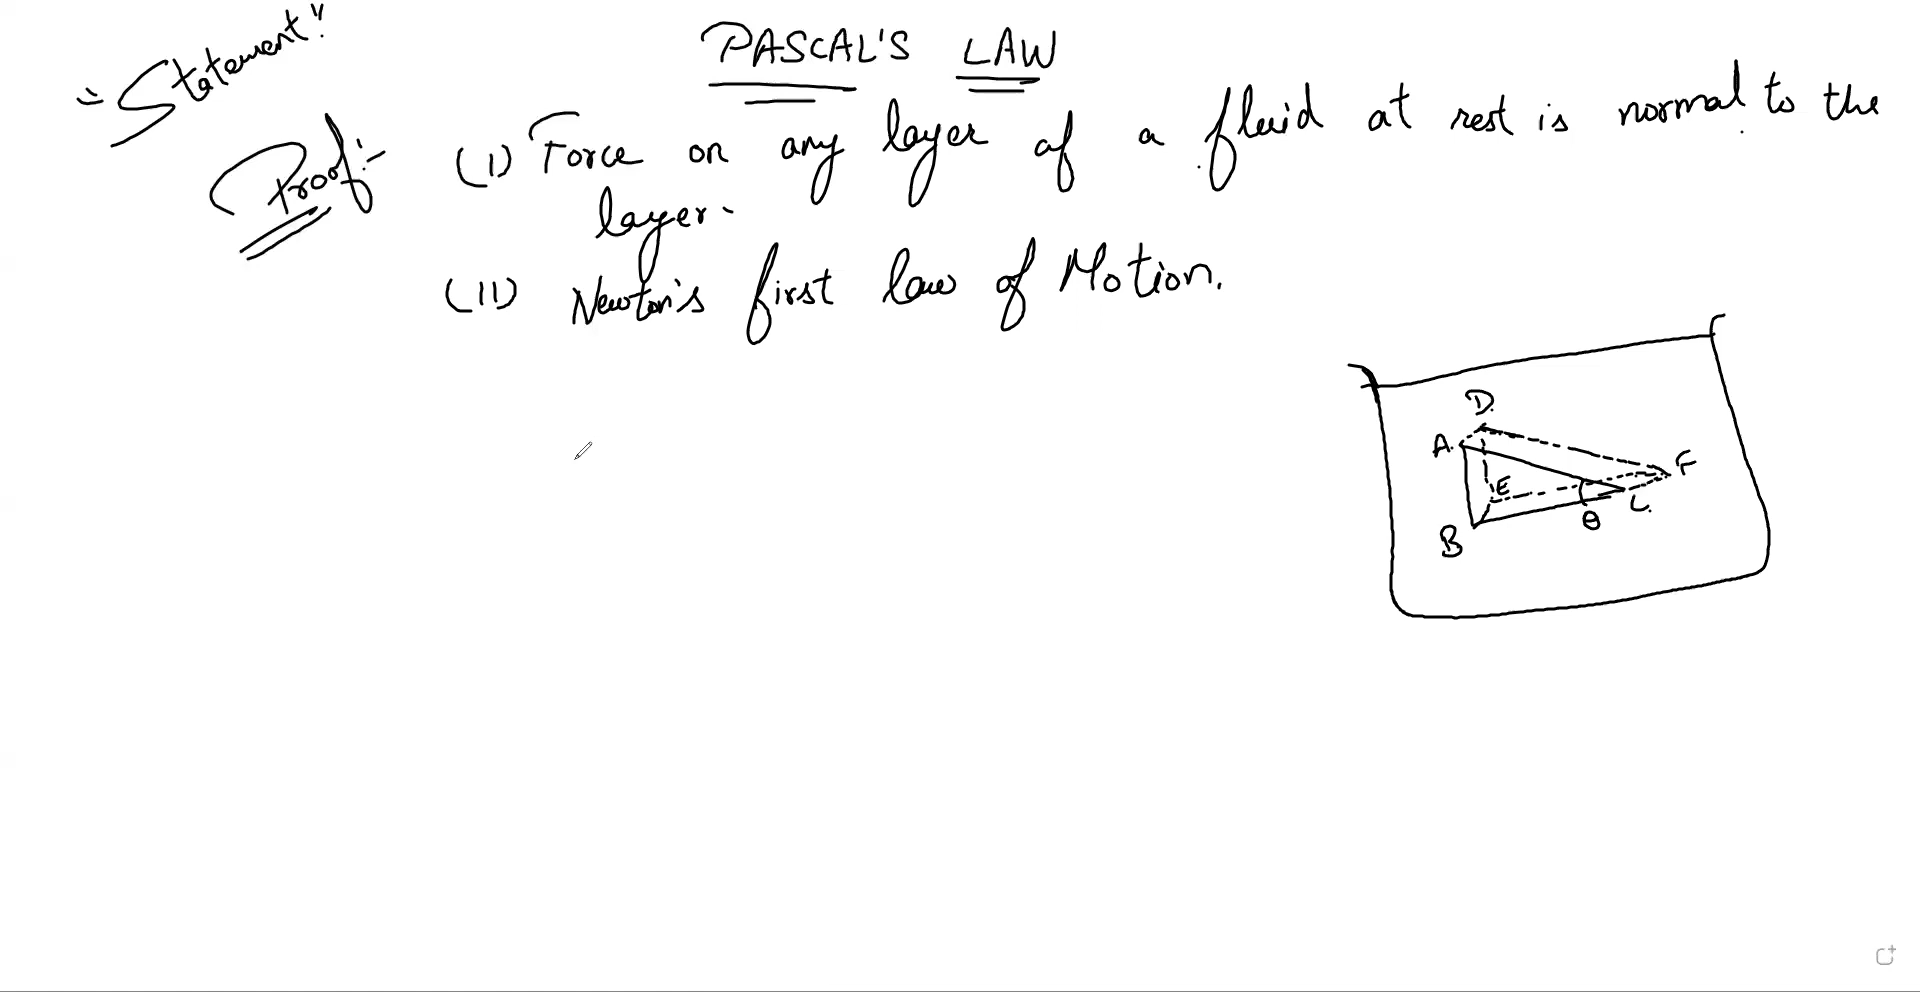 "Statement"
PASCAL'S LAW
Proof:-
(I) Force on any layer of a fluid at rest is normal to the
layer.
(II) Newton's first law of Motion.
D.
A.
F
E
C.
θ
B